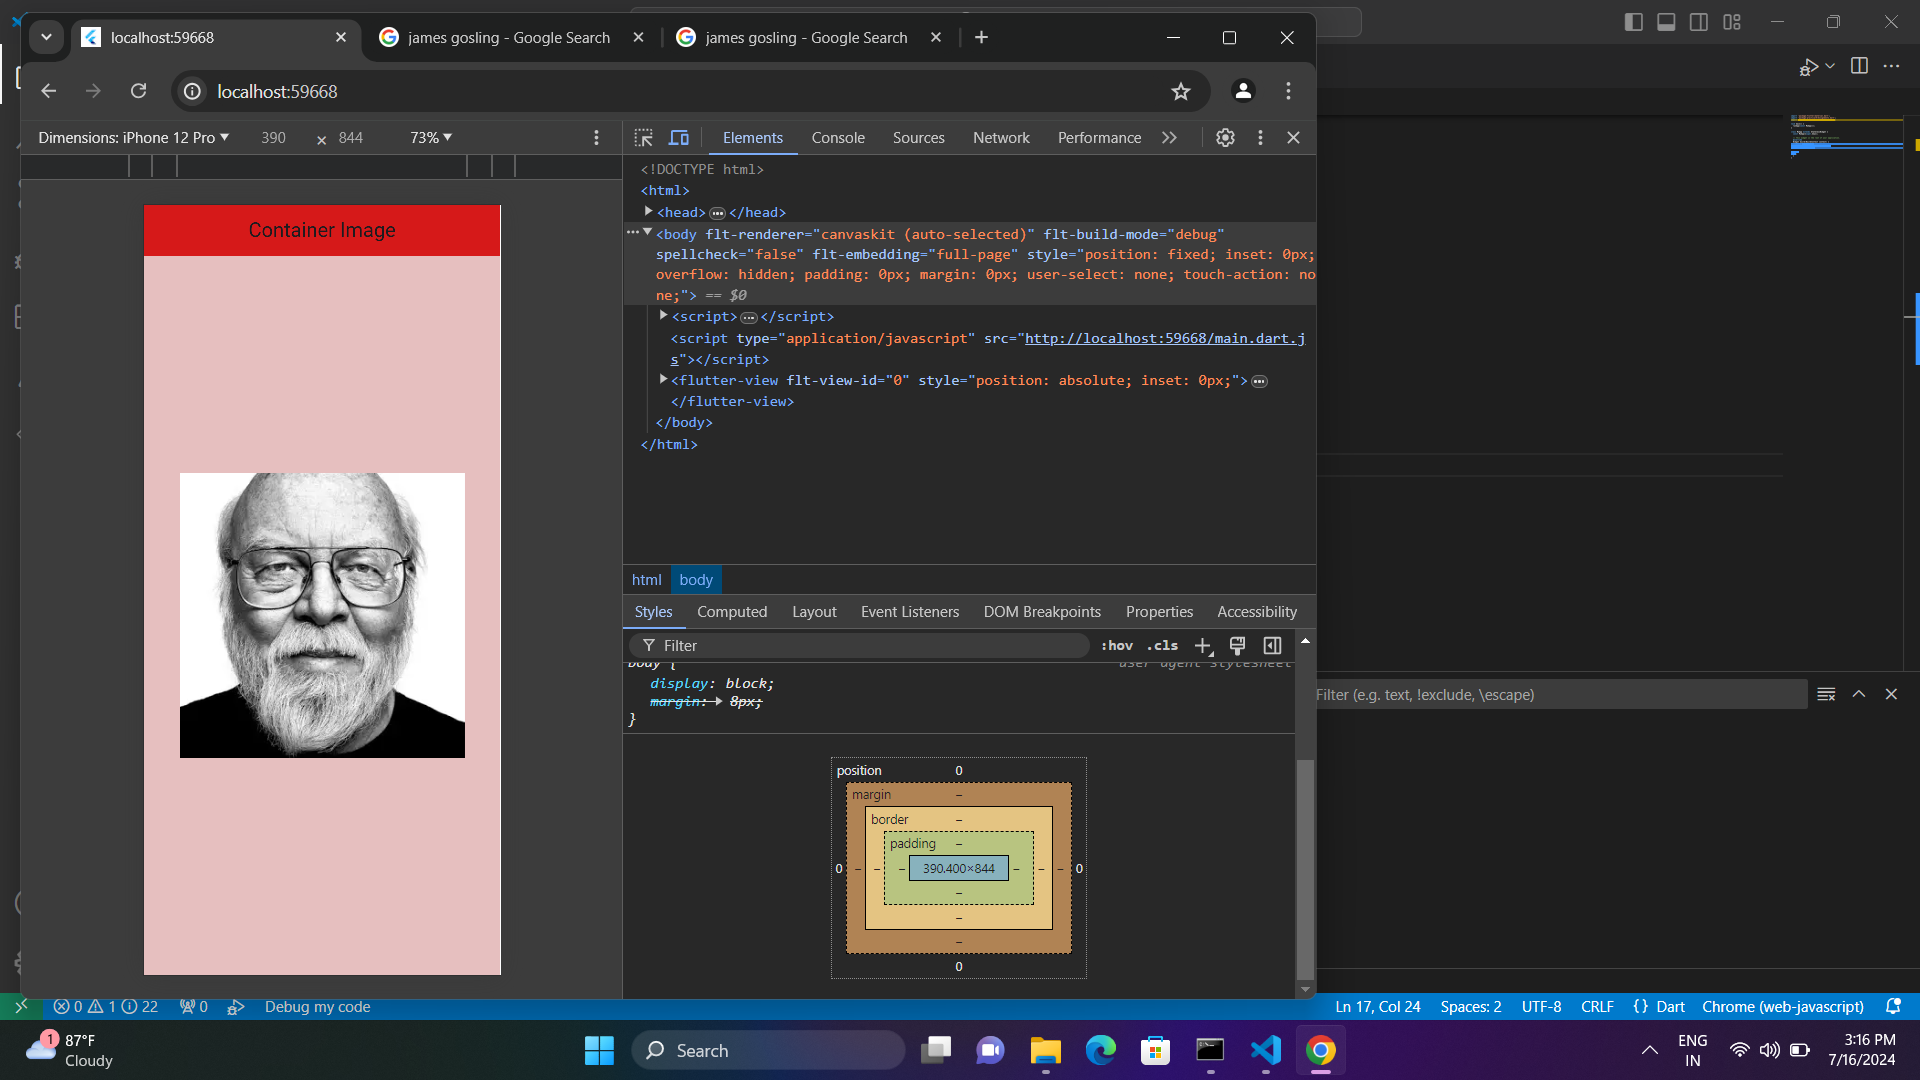 localhost:59668
james gosling - Google Search
james gosling - Google Search
localhost:59668
Dimensions: iPhone 12 Pro
390
×
844
73%
Elements
Console
Sources
Network
Performance
Container Image
<!DOCTYPE html>
<html>
<head>
</head>
<body flt-renderer="canvaskit (auto-selected)" flt-build-mode="debug"
spellcheck="false" flt-embedding="full-page" style="position: fixed; inset: 0px;
overflow: hidden; padding: 0px; margin: 0px; user-select: none; touch-action: no
ne;"> == $0
<script>
</script>
<script type="application/javascript" src="http://localhost:59668/main.dart.j
s"></script>
<flutter-view flt-view-id="0" style="position: absolute; inset: 0px;">
</flutter-view>
</body>
</html>
html
body
Styles
Computed
Layout
Event Listeners
DOM Breakpoints
Properties
Accessibility
Filter
:hov
.cls
body {
user agent stylesheet
display: block;
margin: 8px;
}
position
0
margin
–
border
–
padding
–
0
–
–
–
390.400×844
–
–
–
0
–
–
–
0
Filter (e.g. text, !exclude, \escape)
0
1
22
0
Debug my code
Ln 17, Col 24
Spaces: 2
UTF-8
CRLF
{ } Dart
Chrome (web-javascript)
1
87°F
Cloudy
Search
ENG
IN
3:16 PM
7/16/2024